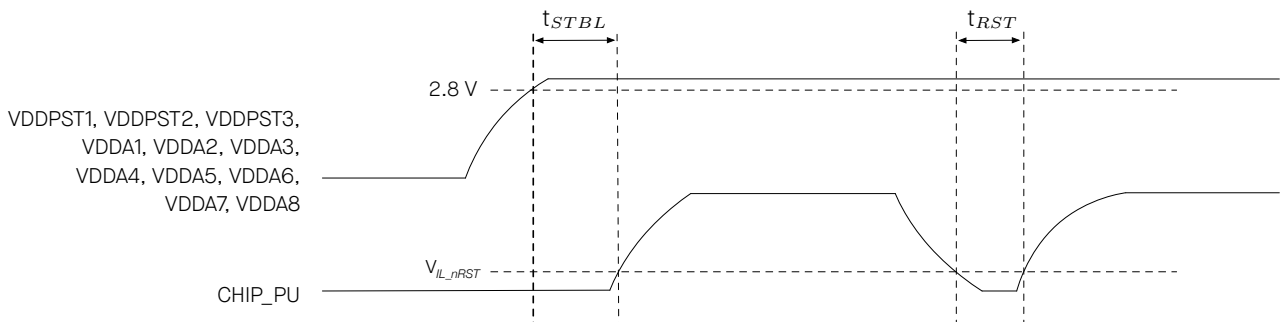 tSTBL
tRST
2.8 V
VDDPST1, VDDPST2, VDDPST3,
VDDA1, VDDA2, VDDA3,
VDDA4, VDDA5, VDDA6,
VDDA7, VDDA8
VIL_nRST
CHIP_PU